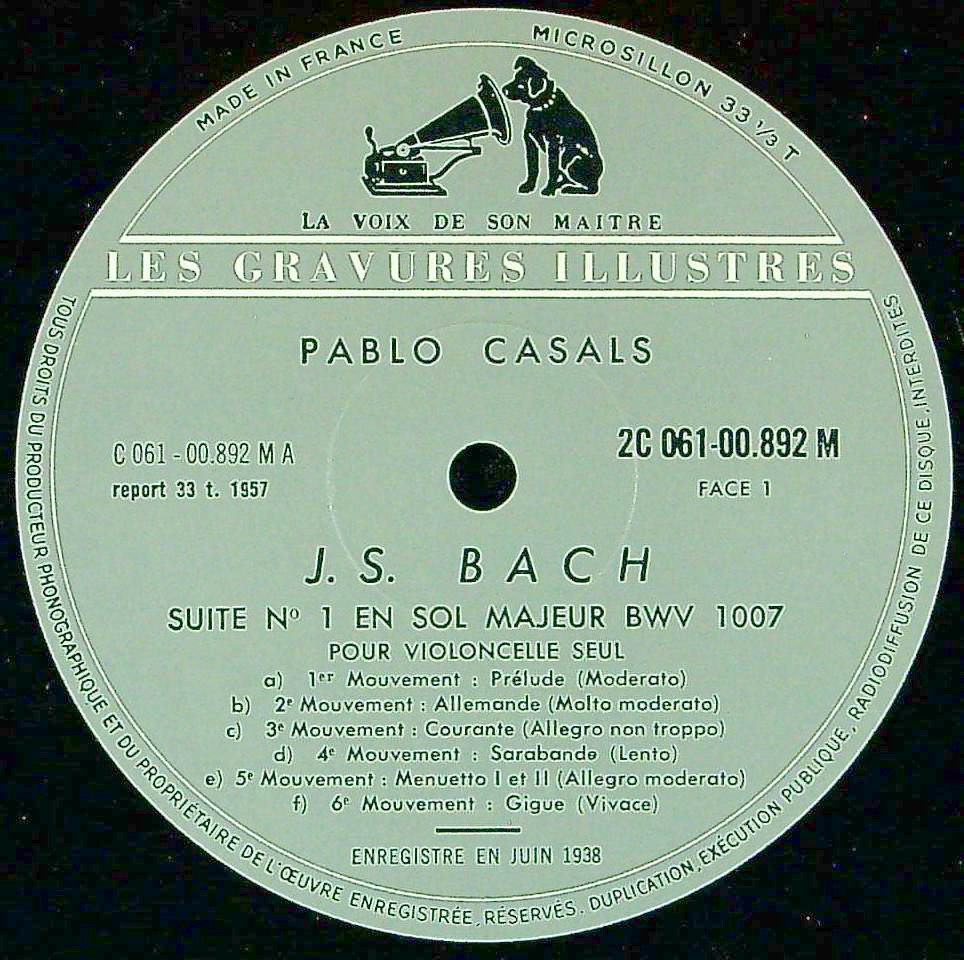 MADE IN FRANCE
MICROSILLON 33 1/3 T
LA VOIX DE SON MAITRE
LES GRAVURES ILLUSTRES
PABLO CASALS
C 061 - 00.892 M A
report 33 t. 1957
2C 061-00.892 M
FACE 1
J. S. BACH
SUITE Nº 1 EN SOL MAJEUR BWV 1007
POUR VIOLONCELLE SEUL
a) 1er Mouvement : Prélude (Moderato)
b) 2e Mouvement : Allemande (Molto moderato)
c) 3e Mouvement : Courante (Allegro non troppo)
d) 4e Mouvement : Sarabande (Lento)
e) 5e Mouvement : Menuetto I et II (Allegro moderato)
f) 6e Mouvement : Gigue (Vivace)
ENREGISTRE EN JUIN 1938
TOUS DROITS DU PRODUCTEUR PHONOGRAPHIQUE ET DU PROPRIÉTAIRE DE L'ŒUVRE ENREGISTRÉE, RÉSERVÉS. DUPLICATION, EXÉCUTION PUBLIQUE, RADIODIFFUSION DE CE DISQUE, INTERDITES